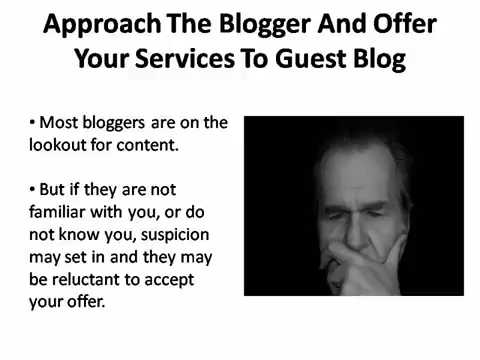 Approach The Blogger And Offer
Your Services To Guest Blog
• Most bloggers are on the
lookout for content.
• But if they are not
familiar with you, or do
not know you, suspicion
may set in and they may
be reluctant to accept
your offer.